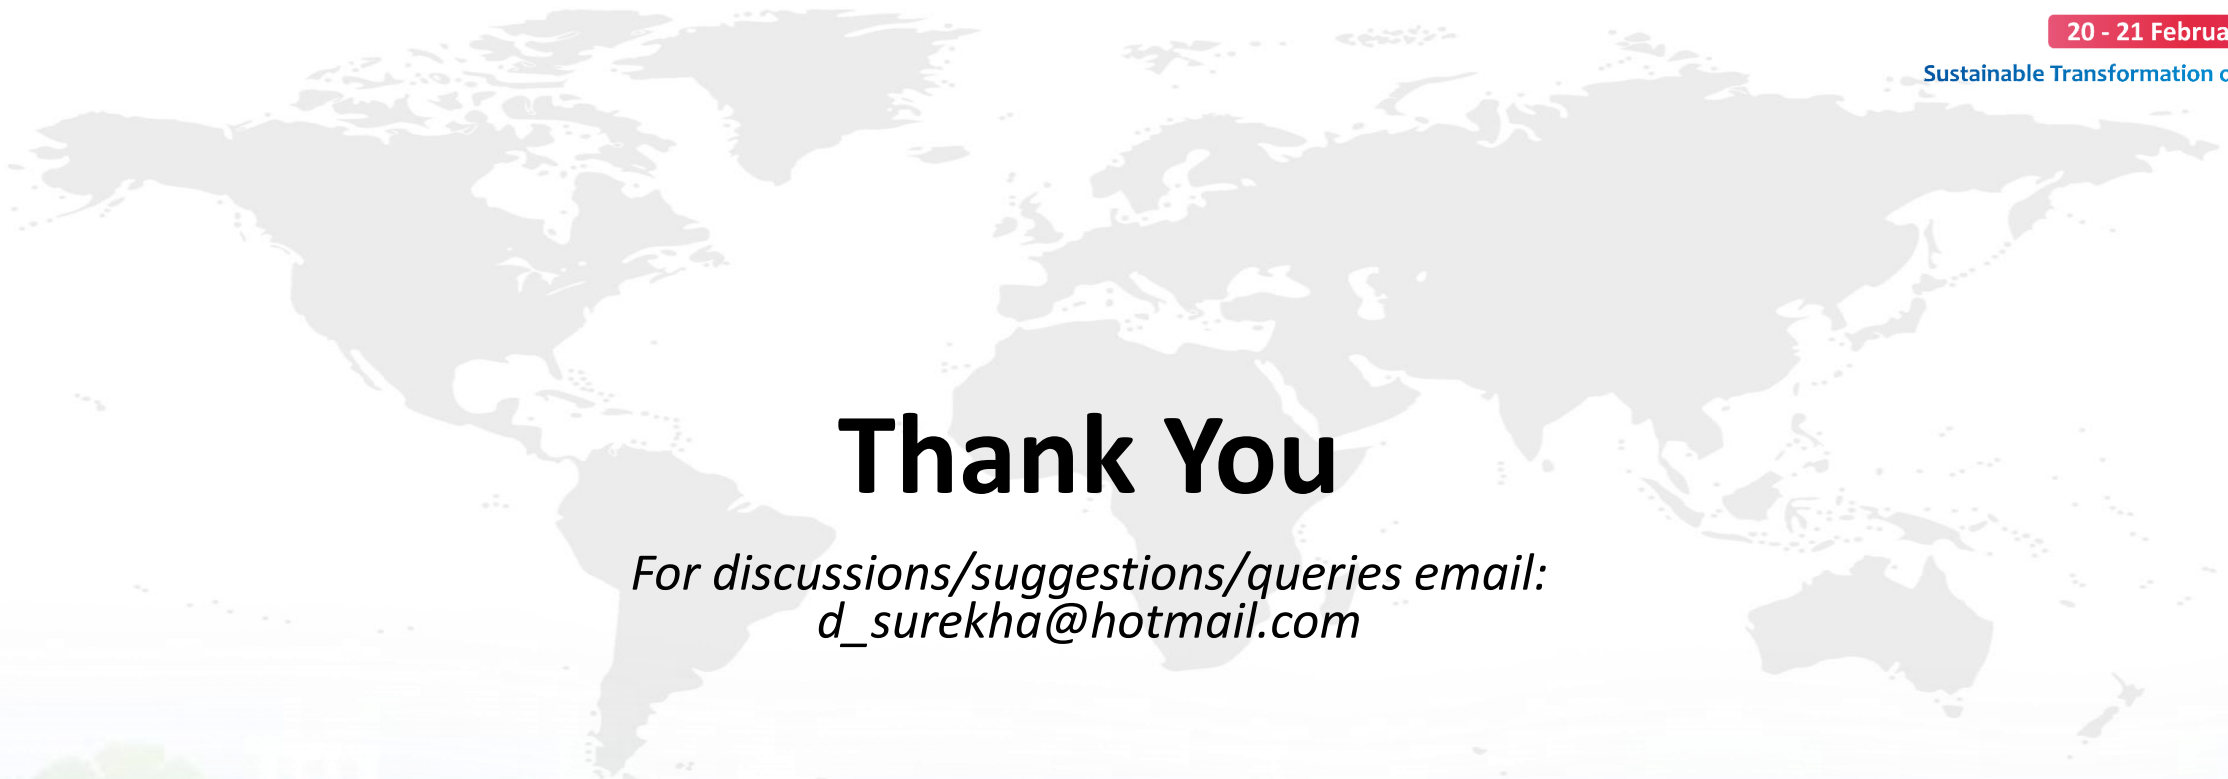 20 - 21 Februa
Sustainable Transformation
Thank You
For discussions/suggestions/queries email:
d_surekha@hotmail.com